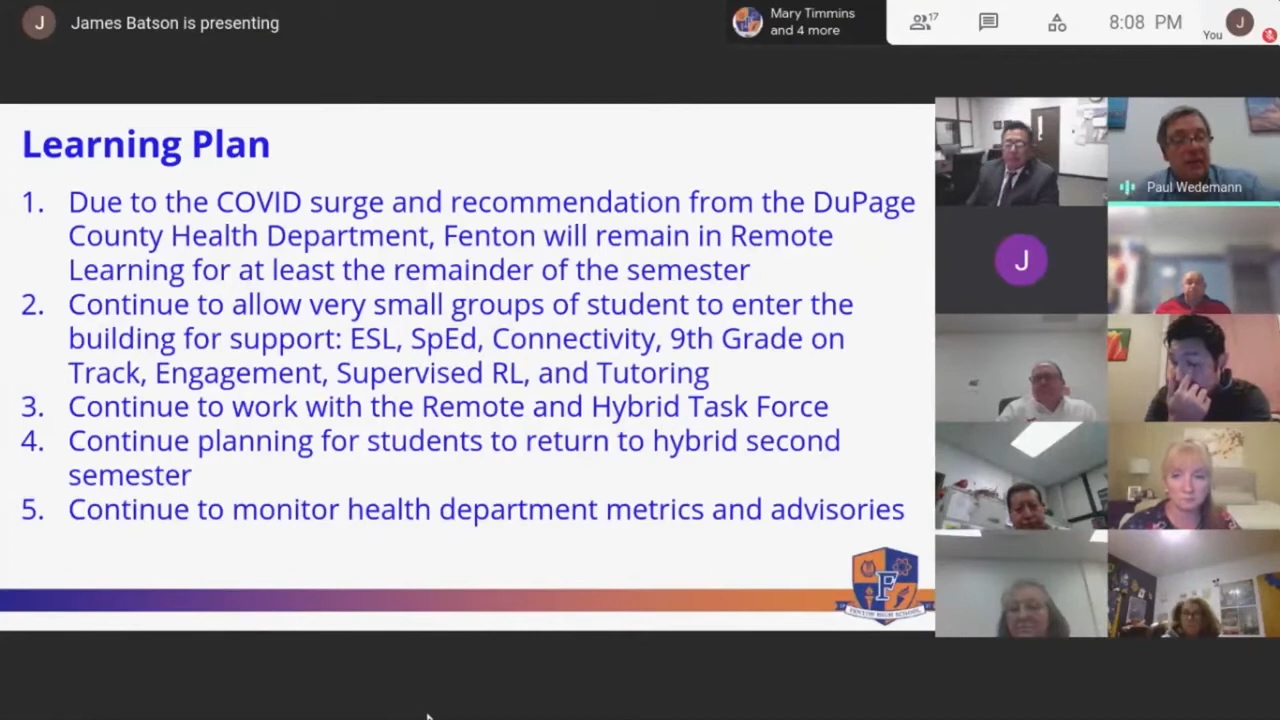 J James Batson is presenting
Mary Timmins
and 4 more
17
8:08 PM
You
J
Learning Plan
1. Due to the COVID surge and recommendation from the DuPage
County Health Department, Fenton will remain in Remote
Learning for at least the remainder of the semester
2. Continue to allow very small groups of student to enter the
building for support: ESL, SpEd, Connectivity, 9th Grade on
Track, Engagement, Supervised RL, and Tutoring
3. Continue to work with the Remote and Hybrid Task Force
4. Continue planning for students to return to hybrid second
semester
5. Continue to monitor health department metrics and advisories
Paul Wedemann
J
F
FENTON HIGH SCHOOL